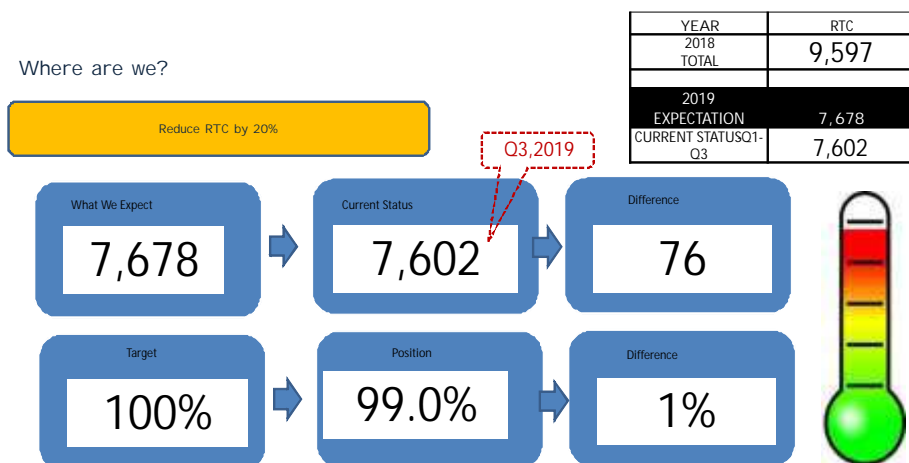 Where are we?
Reduce RTC by 20%
YEAR RTC
2018
TOTAL 9,597
2019
EXPECTATION 7,678
CURRENT STATUSQ1-
Q3 7,602
Q3,2019
What We Expect
7,678
Current Status
7,602
Difference
76
Target
100%
Position
99.0%
Difference
1%